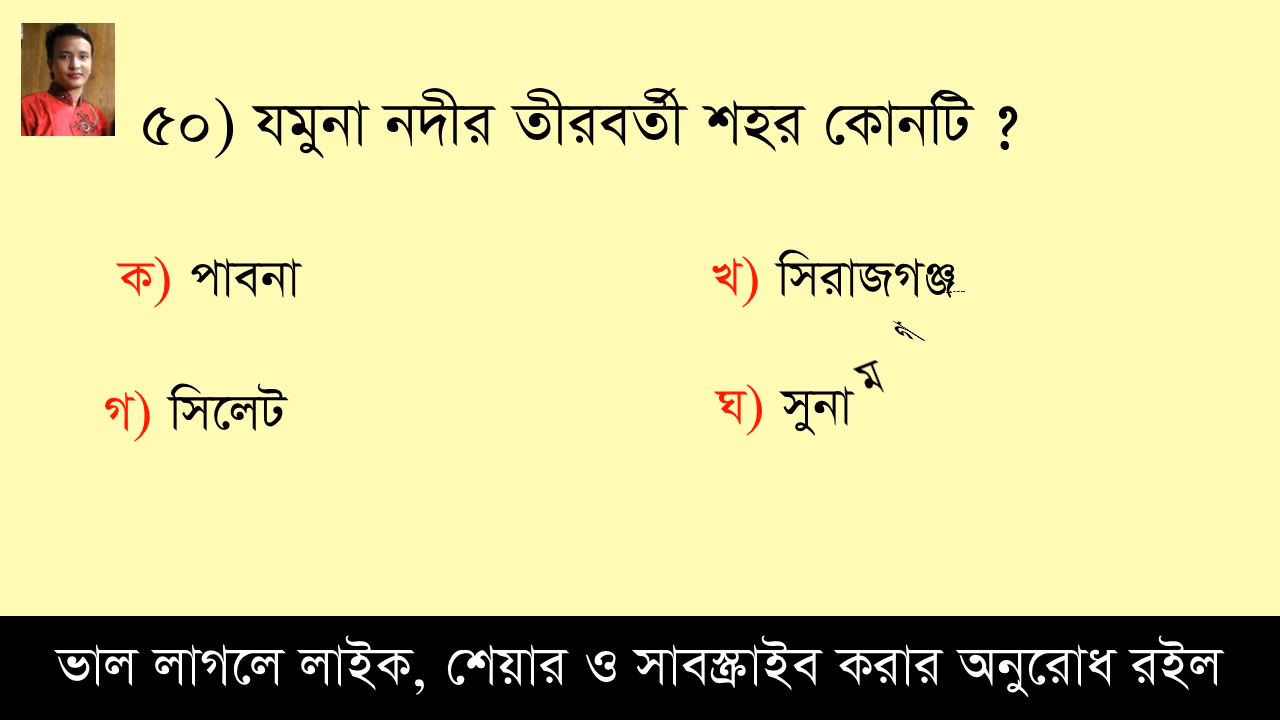 ৫০) যমুনা নদীর তীরবর্তী শহর কোনটি ?
ক) পাবনা
খ) সিরাজগঞ্জ
গ) সিলেট
ঘ) সুনাম
ভাল লাগলে লাইক, শেয়ার ও সাবস্ক্রাইব করার অনুরোধ রইল